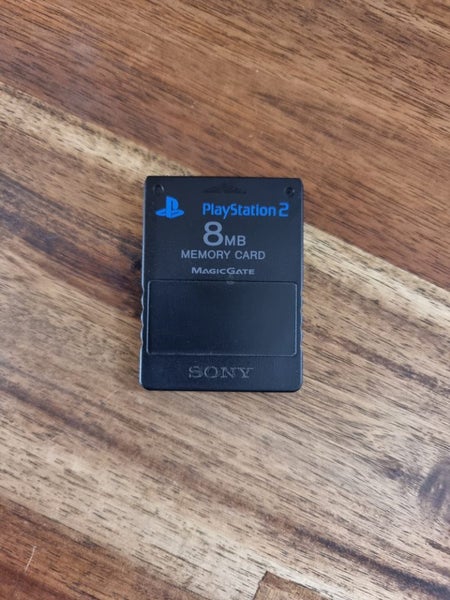 PlayStation 2
8MB
MEMORY CARD
MAGICGATE
SONY